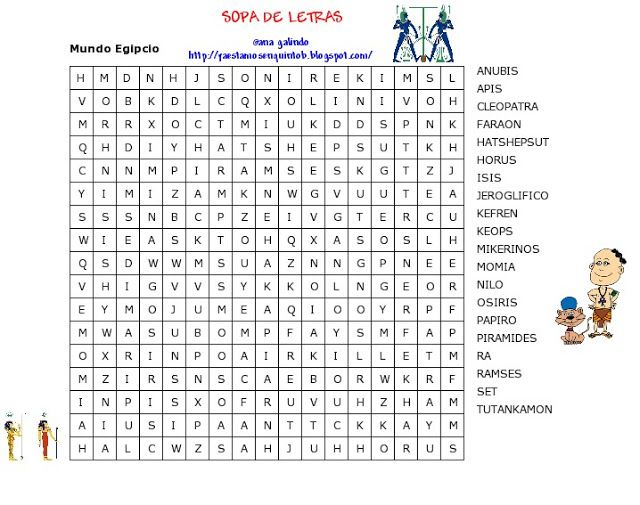 SOPA DE LETRAS
@ana galindo
Mundo Egipcio
http://yaestamosenquintob.blogspot.com/
H M D N H J S O N I R E K I M S L
V O B K D L C Q X O L I N I V O H
M R R X O C T M I U K D D S P N K
Q H D I Y H A T S H E P S U T K H
C N N M P I R A M S E S K G T Z J
Y I M I Z A M K N W G V U U T E A
S S S N B C P Z E I V G T E R C U
W I E A S K T O H Q X A S O S L H
Q S D W W M S U A Z N N G P N E E
V H I G V V S Y K K O L N G E O R
E Y M O J U M E A Q I O O Y R P F
M W A S U B O M P F A Y S M F A P
O X R I N P O A I R K I L L E T M
M Z I R S N S C A E B O R W K R F
I N P I S X O F R U V U H Z H A M
A I U S I P A A N T T C K K A Y M
H A L C W Z S A H J U H H O R U S
ANUBIS
APIS
CLEOPATRA
FARAON
HATSHEPSUT
HORUS
ISIS
JEROGLIFICO
KEFREN
KEOPS
MIKERINOS
MOMIA
NILO
OSIRIS
PAPIRO
PIRAMIDES
RA
RAMSES
SET
TUTANKAMON